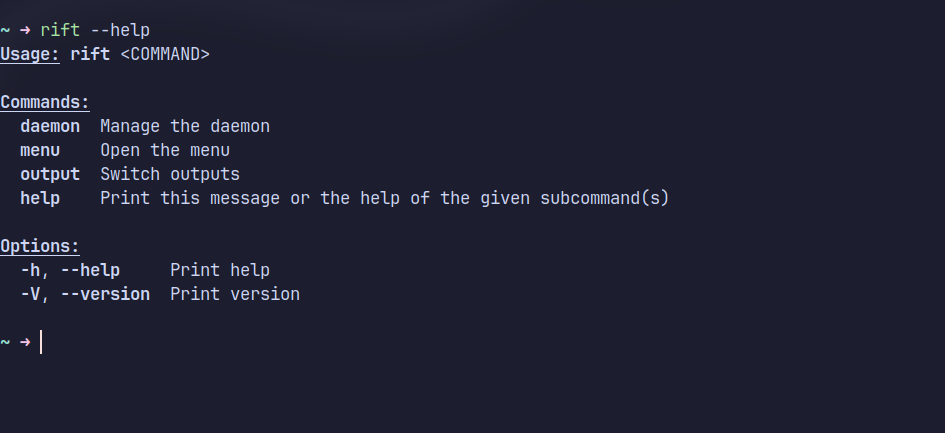 ~ → rift --help
Usage: rift <COMMAND>
Commands:
daemon  Manage the daemon
menu    Open the menu
output  Switch outputs
help    Print this message or the help of the given subcommand(s)
Options:
-h, --help     Print help
-V, --version  Print version
~ →